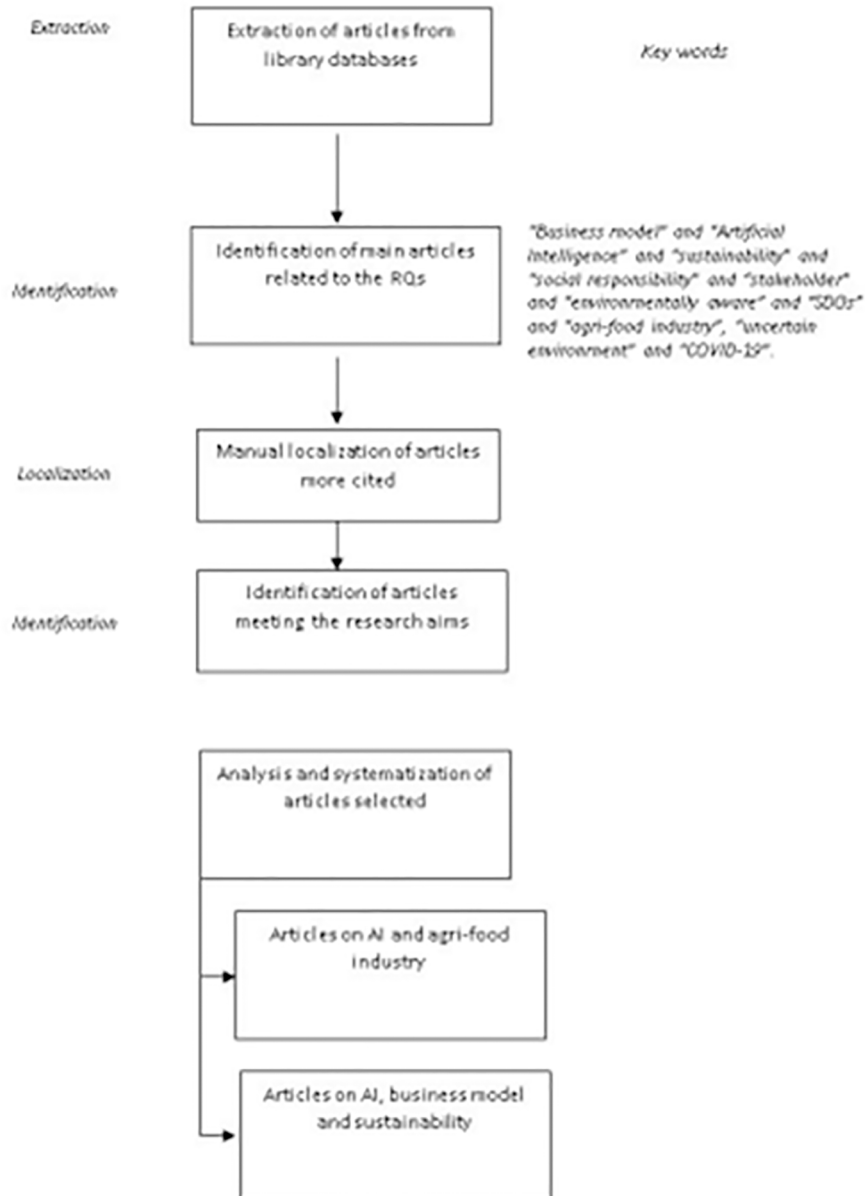 Extraction
Extraction of articles from
library databases
Key words
Identification
Identification of main articles
related to the RQs
"Business model" and "Artificial
Intelligence" and "sustainability" and
"social responsibility" and "stakeholder"
and "environmentally aware" and "SDGs"
and "agri-food industry", "uncertain
environment" and "COVID-19".
Localization
Manual localization of articles
more cited
Identification
Identification of articles
meeting the research aims
Analysis and systematization of
articles selected
Articles on AI and agri-food
industry
Articles on AI, business model
and sustainability